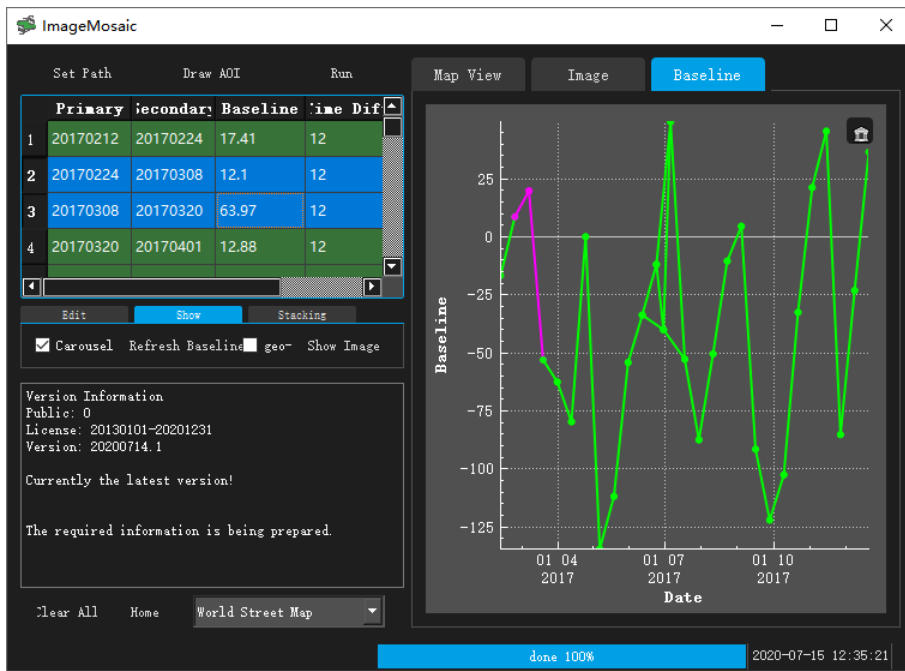 ImageMosaic
Set Path Draw AOI Run
Primary Secondary Baseline Time Diff
1 20170212 20170224 17.41 12
2 20170224 20170308 12.1 12
3 20170308 20170320 63.97 12
4 20170320 20170401 12.88 12
Edit Show Stacking
Carousel Refresh Baseline geo- Show Image
Version Information
Public: 0
License: 20130101-20201231
Version: 20200714.1
Currently the latest version!
The required information is being prepared.
Clear All Home World Street Map
Map View Image Baseline
25
0
-25
-50
-75
-100
-125
Baseline
01 04 01 07 01 10
2017 2017 2017
Date
done 100% 2020-07-15 12:35:21